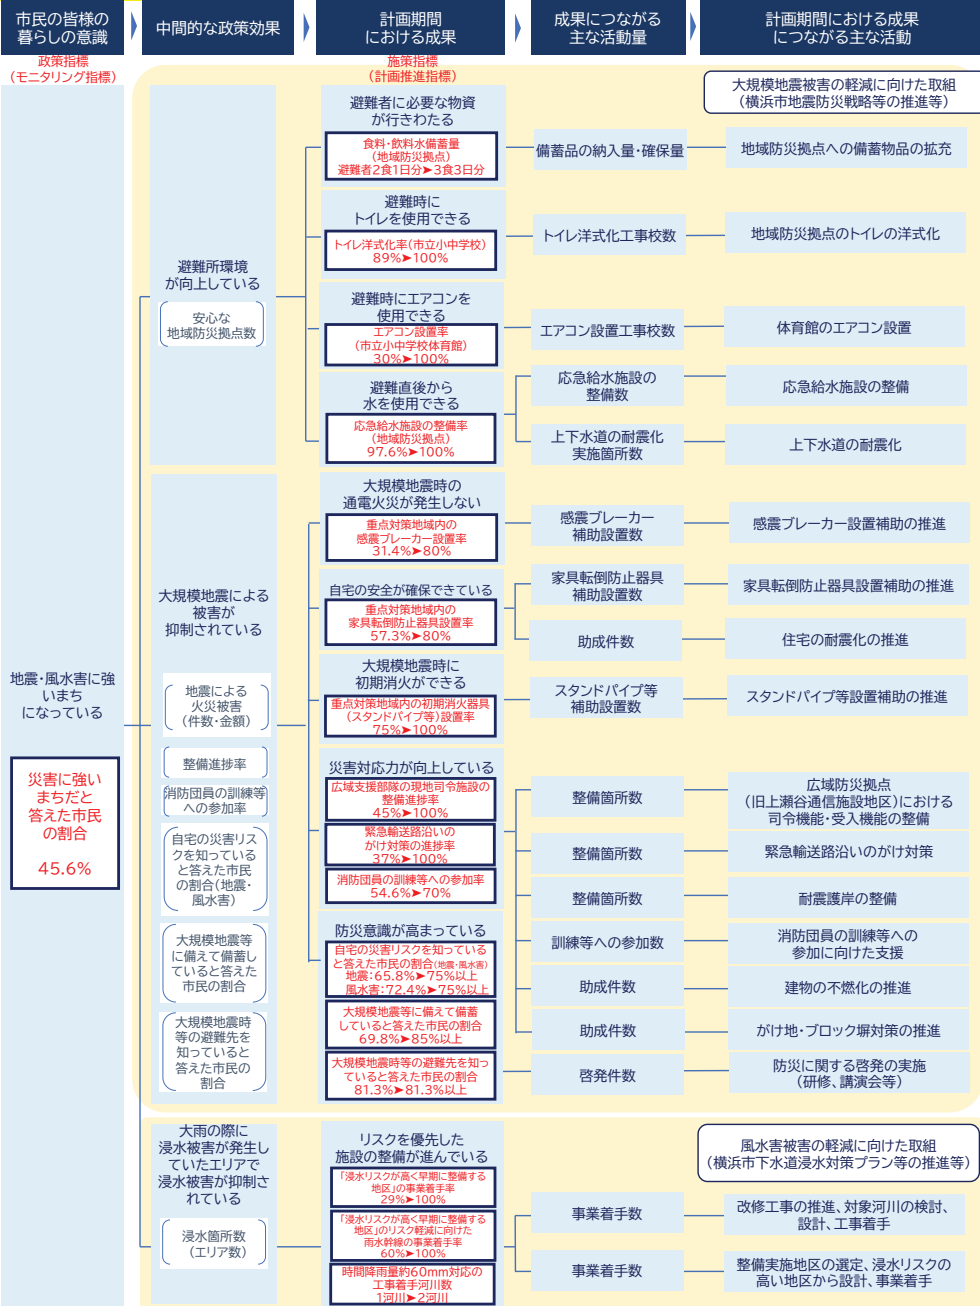 市民の皆様の
暮らしの意識
中間的な政策効果
計画期間
における成果
成果につながる
主な活動量
計画期間における成果
につながる主な活動
政策指標
（モニタリング指標）
施策指標
（計画推進指標）
大規模地震被害の軽減に向けた取組
（横浜市地震防災戦略等の推進等）
地震・風水害に強
いまち
になっている
災害に強い
まちだと
答えた市民
の割合
45.6%
避難所環境
が向上している
安心な
地域防災拠点数
避難者に必要な物資
が行きわたる
食料・飲料水備蓄量
（地域防災拠点）
避難者2食1日分➤3食3日分
備蓄品の納入量・確保量
地域防災拠点への備蓄物品の拡充
避難時に
トイレを使用できる
トイレ洋式化率（市立小中学校）
89%➤100%
トイレ洋式化工事校数
地域防災拠点のトイレの洋式化
避難時にエアコンを
使用できる
エアコン設置率
（市立小中学校体育館）
30%➤100%
エアコン設置工事校数
体育館のエアコン設置
避難直後から
水を使用できる
応急給水施設の整備率
（地域防災拠点）
97.6%➤100%
応急給水施設の
整備数
応急給水施設の整備
上下水道の耐震化
実施箇所数
上下水道の耐震化
大規模地震による
被害が
抑制されている
地震による
火災被害
（件数・金額）
整備進捗率
消防団員の訓練等
への参加率
自宅の災害リス
クを知っている
と答えた市民
の割合（地震・
風水害）
大規模地震等
に備えて備蓄し
ていると答えた
市民の割合
大規模地震時
等の避難先を
知っていると
答えた市民の
割合
大規模地震時の
通電火災が発生しない
重点対策地域内の
感震ブレーカー設置率
31.4%➤80%
感震ブレーカー
補助設置数
感震ブレーカー設置補助の推進
自宅の安全が確保できている
重点対策地域内の
家具転倒防止器具設置率
57.3%➤80%
家具転倒防止器具
補助設置数
家具転倒防止器具設置補助の推進
助成件数
住宅の耐震化の推進
大規模地震時に
初期消火ができる
重点対策地域内の初期消火器具
（スタンドパイプ等）設置率
75%➤100%
スタンドパイプ等
補助設置数
スタンドパイプ等設置補助の推進
災害対応力が向上している
広域支援部隊の現地司令施設の
整備進捗率
45%➤100%
緊急輸送路沿いの
がけ対策の進捗率
37%➤100%
消防団員の訓練等への参加率
54.6%➤70%
整備箇所数
広域防災拠点
（旧上瀬谷通信施設地区）における
司令機能・受入機能の整備
整備箇所数
緊急輸送路沿いのがけ対策
整備箇所数
耐震護岸の整備
訓練等への参加数
消防団員の訓練等への
参加に向けた支援
助成件数
建物の不燃化の推進
助成件数
がけ地・ブロック塀対策の推進
防災意識が高まっている
自宅の災害リスクを知っている
と答えた市民の割合（地震・風水害）
地震：65.8%➤75%以上
風水害：72.4%➤75%以上
大規模地震等に備えて備蓄
していると答えた市民の割合
69.8%➤85%以上
大規模地震時等の避難先を知っ
ていると答えた市民の割合
81.3%➤81.3%以上
啓発件数
防災に関する啓発の実施
（研修、講演会等）
大雨の際に
浸水被害が発生し
ていたエリアで
浸水被害が抑制さ
れている
浸水箇所数
（エリア数）
リスクを優先した
施設の整備が進んでいる
「浸水リスクが高く早期に整備する
地区」の事業着手率
29%➤100%
「浸水リスクが高く早期に整備する
地区」のリスク軽減に向けた
雨水幹線の事業着手率
60%➤100%
時間降雨量約60mm対応の
工事着手河川数
1河川➤2河川
風水害被害の軽減に向けた取組
（横浜市下水道浸水対策プラン等の推進等）
事業着手数
改修工事の推進、対象河川の検討、
設計、工事着手
事業着手数
整備実施地区の選定、浸水リスクの
高い地区から設計、事業着手